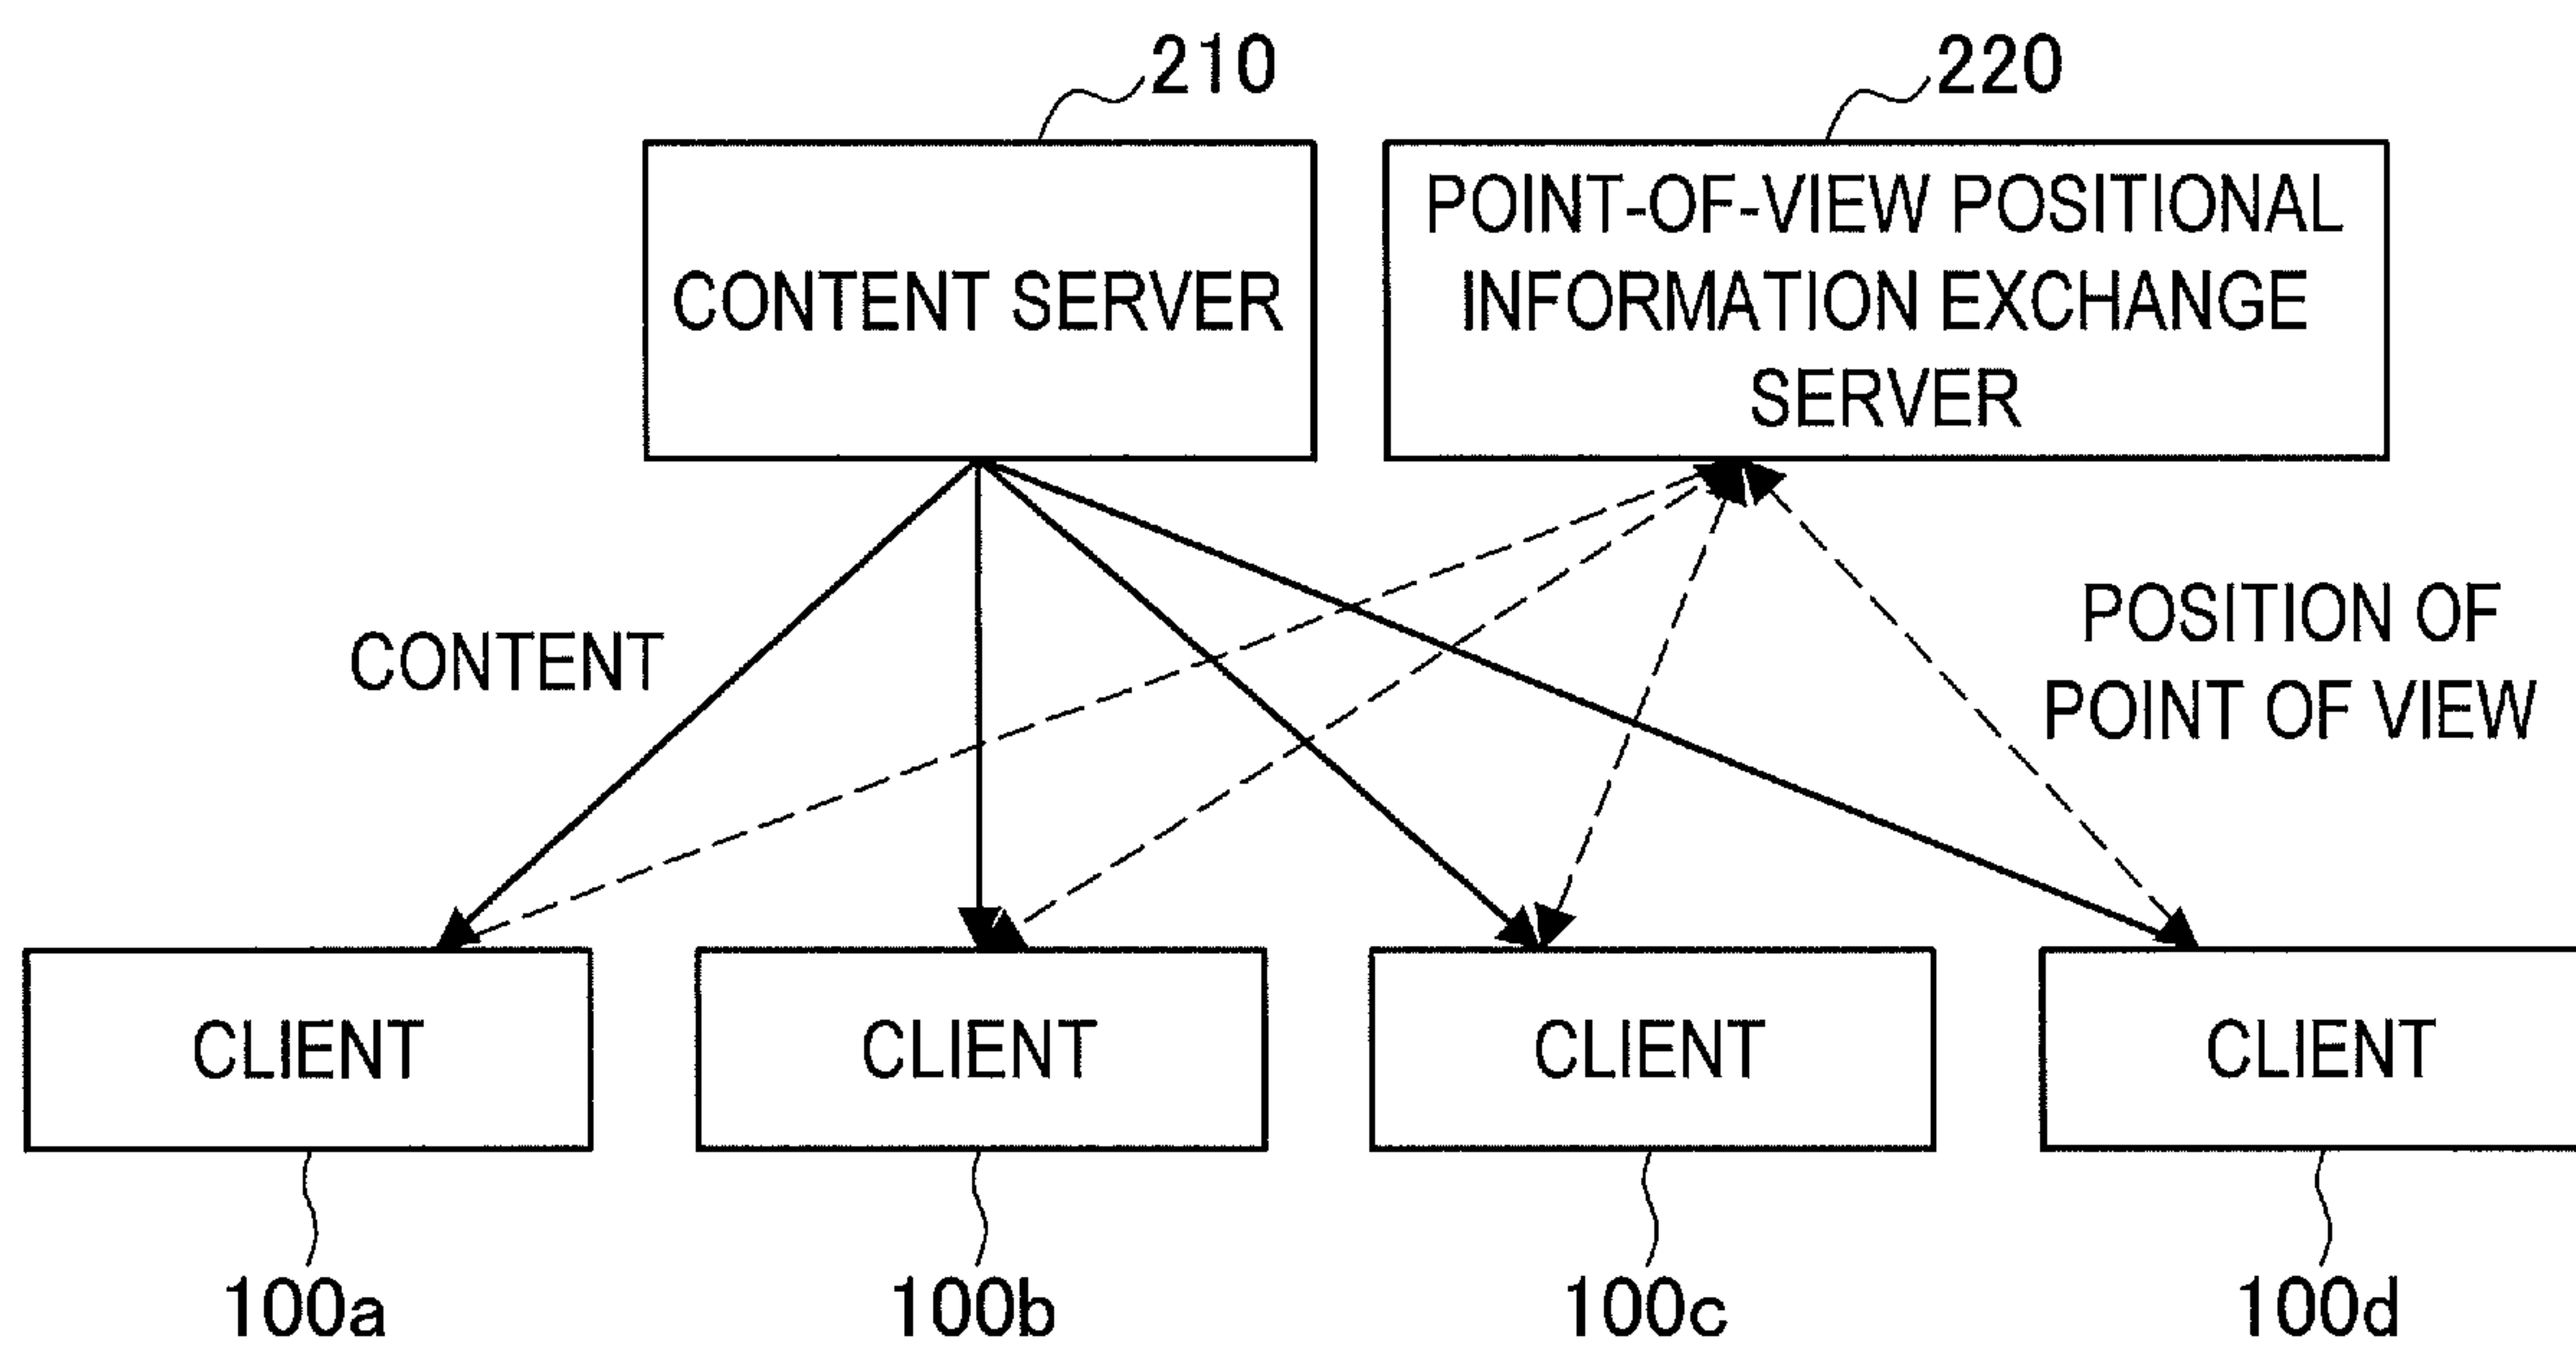 210
220
CONTENT SERVER
POINT-OF-VIEW POSITIONAL
INFORMATION EXCHANGE
SERVER
CONTENT
POSITION OF
POINT OF VIEW
CLIENT
CLIENT
CLIENT
CLIENT
100a
100b
100c
100d